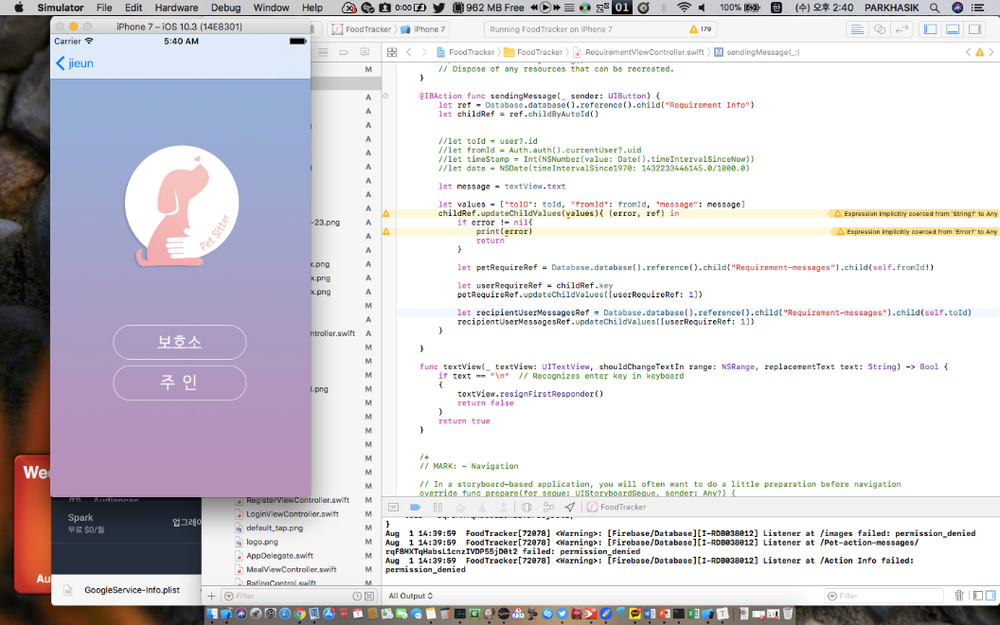 Simulator File Edit Hardware Debug Window Help 0:00 962 MB Free 01 100% (수) 오후 2:40 PARKHASIK
iPhone 7 – iOS 10.3 (14E8301)
Carrier 5:40 AM
jieun
Pet Sitter
보호소
주 인
FoodTracker iPhone 7 Running FoodTracker on iPhone 7 179
FoodTracker FoodTracker RequirementViewController.swift sendingMessage(_:)
// Dispose of any resources that can be recreated.
}
@IBAction func sendingMessage(_ sender: UIButton) {
let ref = Database.database().reference().child("Requirement Info")
let childRef = ref.childByAutoId()
//let toId = user?.id
//let fromId = Auth.auth().currentUser?.uid
//let timeStamp = Int(NSNumber(value: Date().timeIntervalSinceNow))
//let date = NSDate(timeIntervalSince1970: 1432233446145.0/1000.0)
let message = textView.text
let values = ["toID": toId, "fromId": fromId, "message": message]
childRef.updateChildValues(values){ (error, ref) in
Expression implicitly coerced from 'String?' to Any
if error != nil{
print(error)
Expression implicitly coerced from 'Error?' to Any
return
}
let petRequireRef = Database.database().reference().child("Requirement-messages").child(self.fromId!)
let userRequireRef = childRef.key
petRequireRef.updateChildValues([userRequireRef: 1])
let recipientUserMessagesRef = Database.database().reference().child("Requirement-messages").child(self.toId)
recipientUserMessagesRef.updateChildValues([userRequireRef: 1])
}
}
func textView(_ textView: UITextView, shouldChangeTextIn range: NSRange, replacementText text: String) -> Bool {
if text == "\n" // Recognizes enter key in keyboard
{
textView.resignFirstResponder()
return false
}
return true
}
/*
// MARK: - Navigation
// In a storyboard-based application, you will often want to do a little preparation before navigation
override func prepare(for segue: UIStoryboardSegue, sender: Any?) {
-23.png
x.png
x.png
x.png
ntroller.swift
.png
RegisterViewController.swift
LoginViewController.swift
default_tap.png
logo.png
AppDelegate.swift
MealViewController.swift
RatingControl.swift
Filter
FoodTracker
}
Aug 1 14:39:59 FoodTracker[72078] <Warning>: [Firebase/Database][I-RDB038012] Listener at /images failed: permission_denied
Aug 1 14:39:59 FoodTracker[72078] <Warning>: [Firebase/Database][I-RDB038012] Listener at /Pet-action-messages/
rqFBMXTqHabsL1cnzIVDP55jD0t2 failed: permission_denied
Aug 1 14:39:59 FoodTracker[72078] <Warning>: [Firebase/Database][I-RDB038012] Listener at /Action Info failed:
permission_denied
All Output Filter
We
Au
Audiences
Spark
무료 $0/월
업그레이
GoogleService-Info.plist